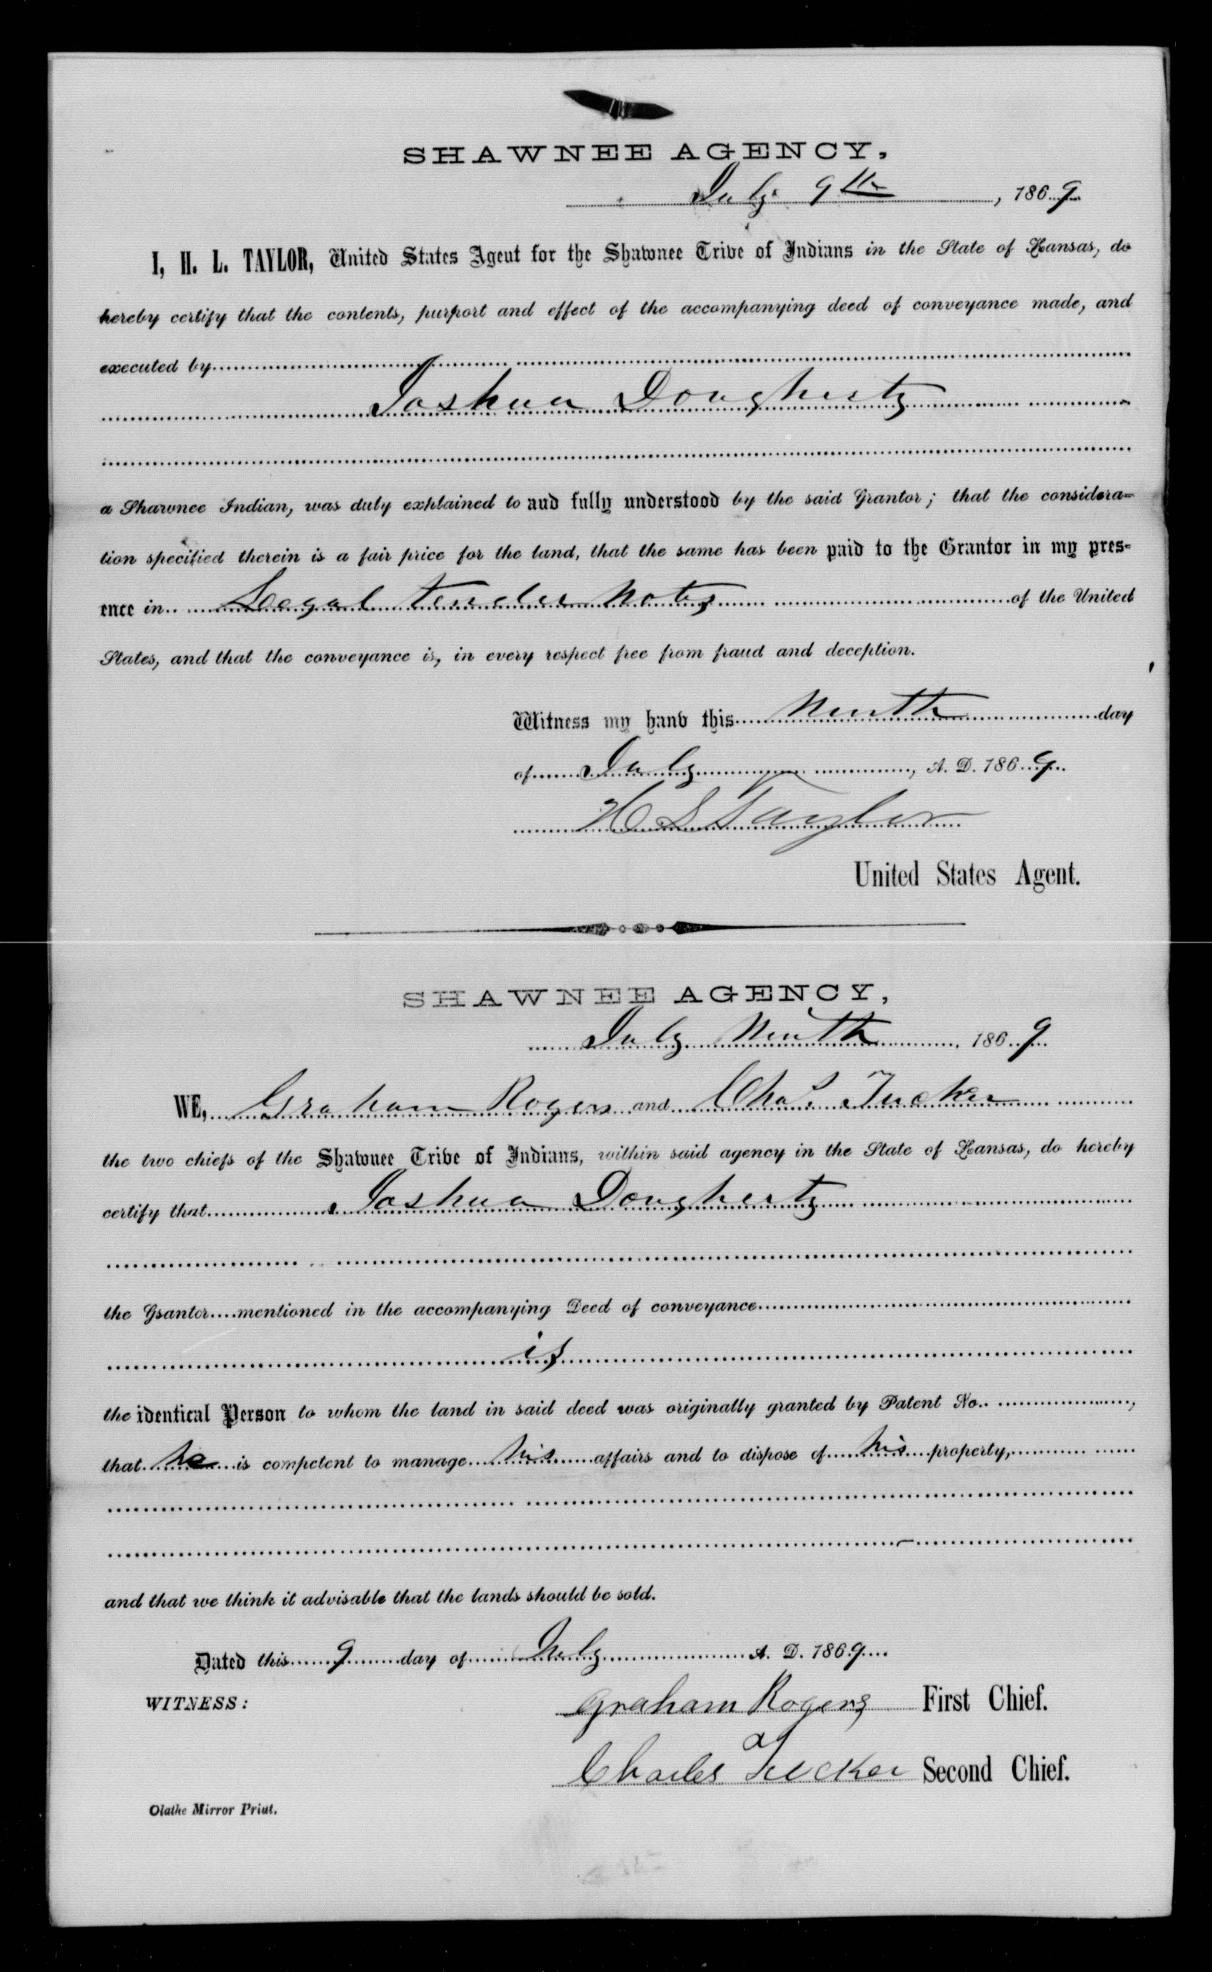 SHAWNEE AGENCY,
July 9th, 1869
I, H. L. TAYLOR, United States Agent for the Shawnee Tribe of Indians in the State of Kansas, do
hereby certify that the contents, purport and effect of the accompanying deed of conveyance made, and
executed by
Joshua Dougherty
a Shawnee Indian, was duly explained to and fully understood by the said Grantor; that the considera-
tion specified therein is a fair price for the land, that the same has been paid to the Grantor in my pres-
ence in Legal tender notes of the United
States, and that the conveyance is, in every respect free from fraud and deception.
Witness my hand this Ninth day
of July, A. D. 1869
H L Taylor
United States Agent.
SHAWNEE AGENCY,
July Ninth, 1869
WE, Graham Rogers and Chas. Tucker
the two chiefs of the Shawnee Tribe of Indians, within said agency in the State of Kansas, do hereby
certify that Joshua Dougherty
the Grantor mentioned in the accompanying Deed of conveyance
is
the identical Person to whom the land in said deed was originally granted by Patent No.,
that he is competent to manage his affairs and to dispose of his property,
and that we think it advisable that the lands should be sold.
Dated this 9 day of July A. D. 1869
WITNESS:
Graham Rogers First Chief.
Charles Tucker Second Chief.
Olathe Mirror Print.